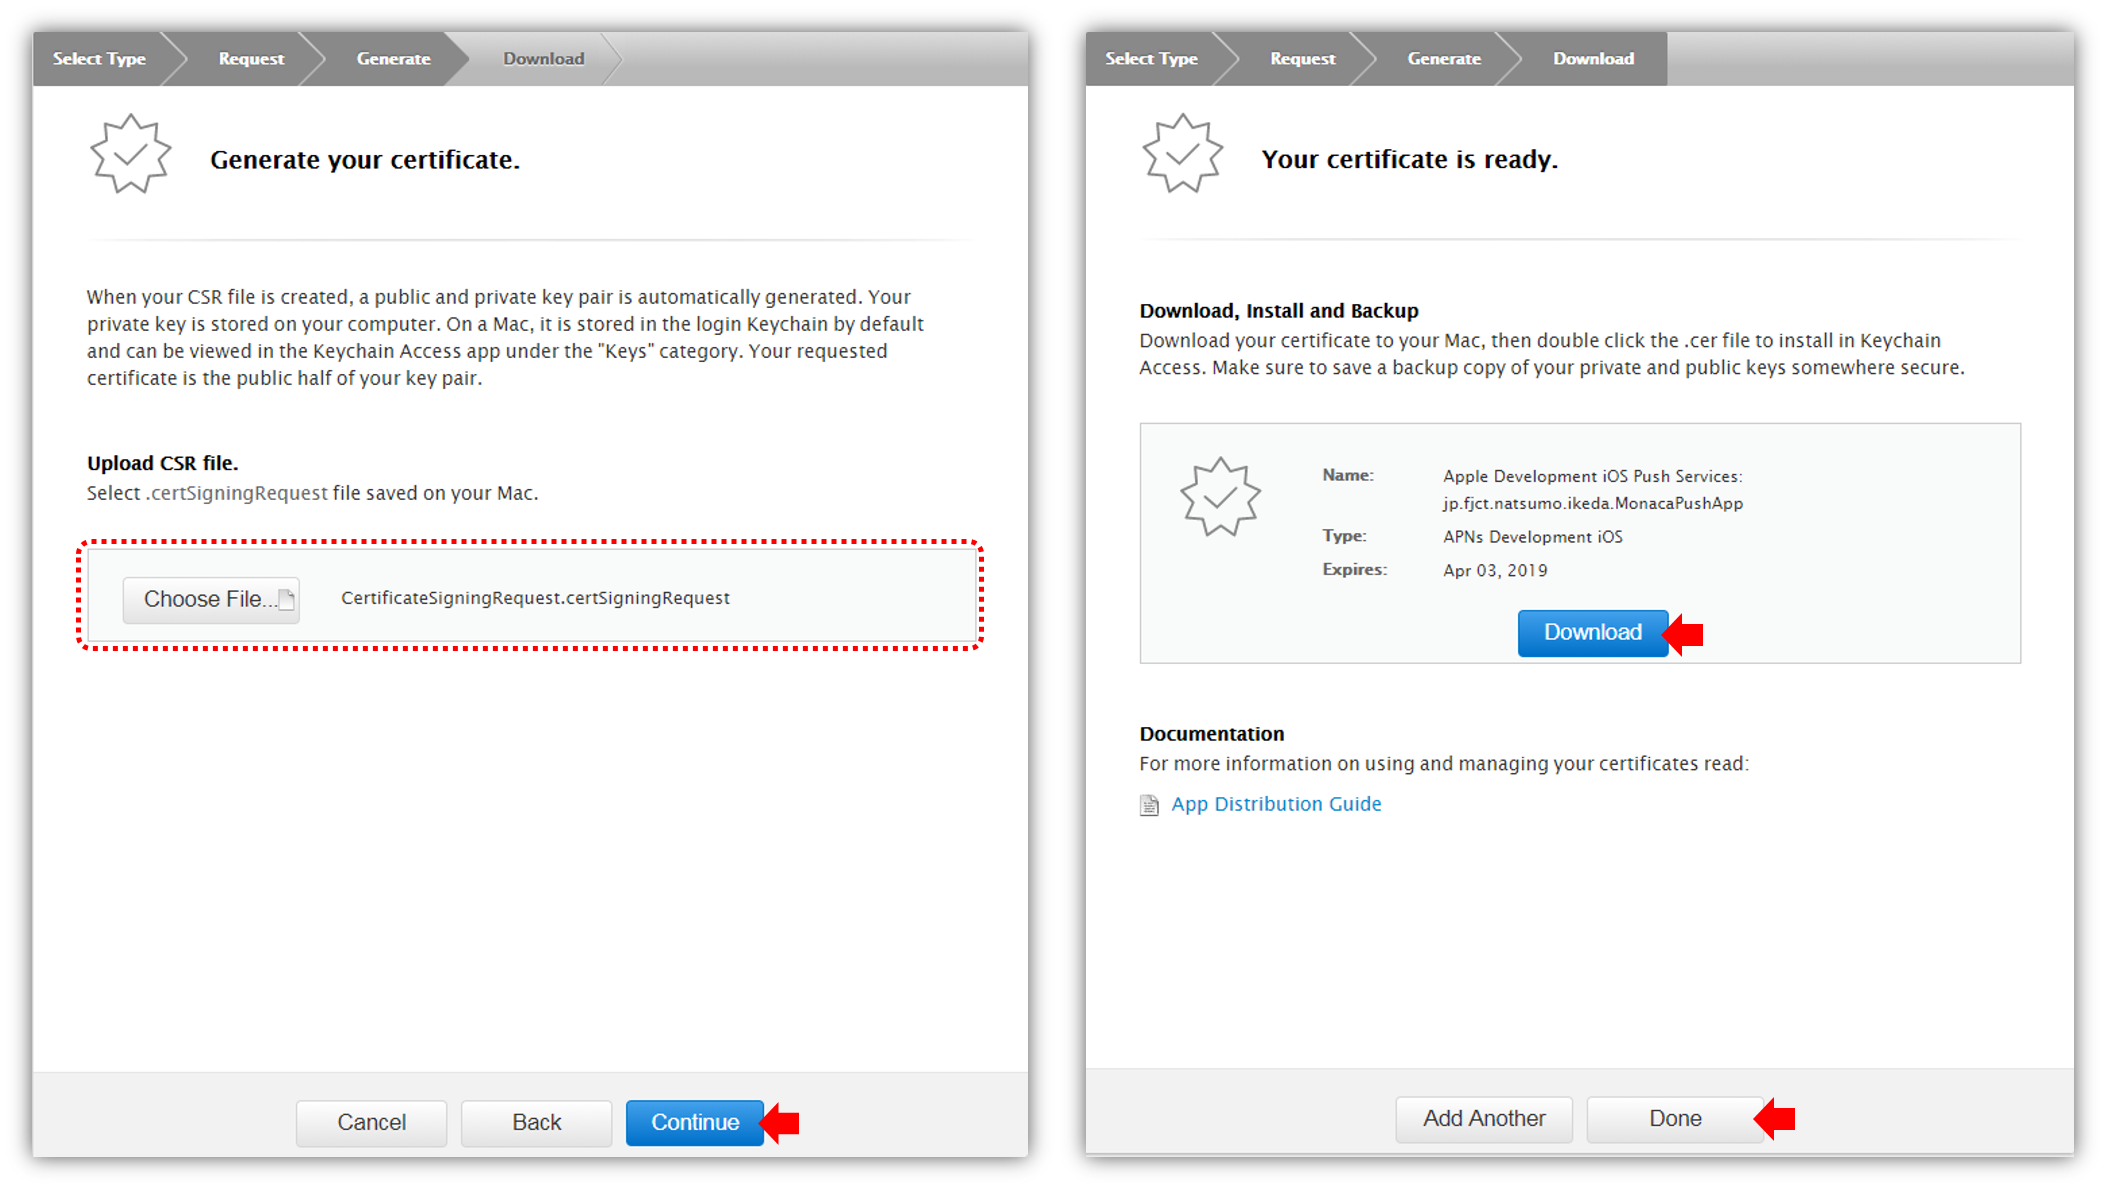 Select Type
Request
Generate
Download
Generate your certificate.
When your CSR file is created, a public and private key pair is automatically generated. Your
private key is stored on your computer. On a Mac, it is stored in the login Keychain by default
and can be viewed in the Keychain Access app under the "Keys" category. Your requested
certificate is the public half of your key pair.
Upload CSR file.
Select .certSigningRequest file saved on your Mac.
Choose File...
CertificateSigningRequest.certSigningRequest
Cancel
Back
Continue
Select Type
Request
Generate
Download
Your certificate is ready.
Download, Install and Backup
Download your certificate to your Mac, then double click the .cer file to install in Keychain
Access. Make sure to save a backup copy of your private and public keys somewhere secure.
Name: Apple Development iOS Push Services:
jp.fjct.natsumo.ikeda.MonacaPushApp
Type: APNs Development iOS
Expires: Apr 03, 2019
Download
Documentation
For more information on using and managing your certificates read:
App Distribution Guide
Add Another
Done